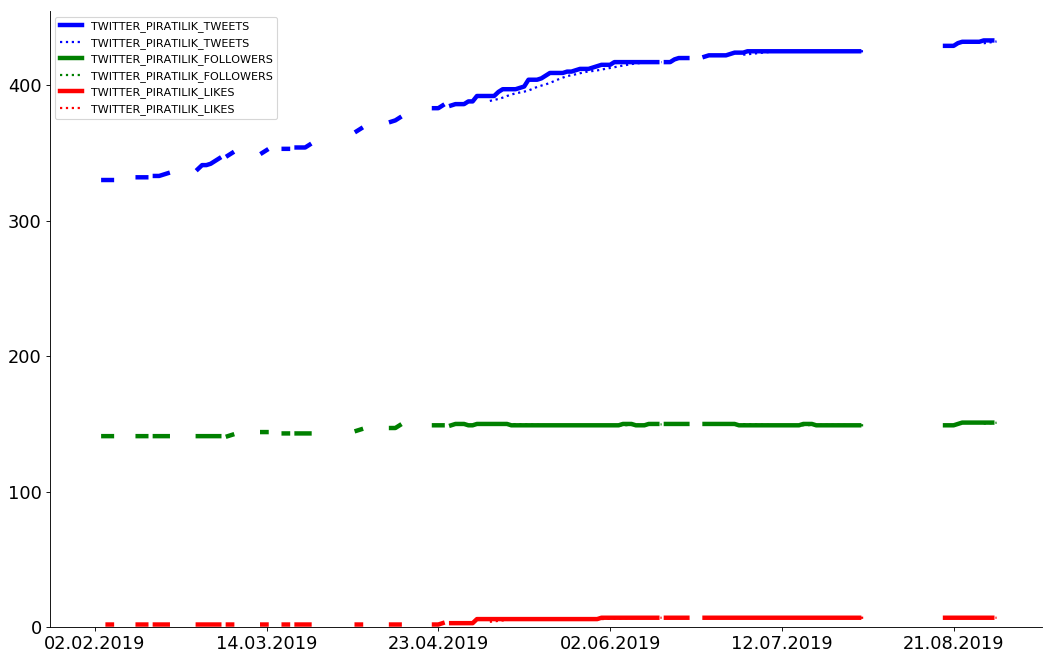 TWITTER_PIRATILIK_TWEETS
TWITTER_PIRATILIK_TWEETS
TWITTER_PIRATILIK_FOLLOWERS
TWITTER_PIRATILIK_FOLLOWERS
TWITTER_PIRATILIK_LIKES
TWITTER_PIRATILIK_LIKES
400
300
200
100
0
02.02.2019 14.03.2019 23.04.2019 02.06.2019 12.07.2019 21.08.2019